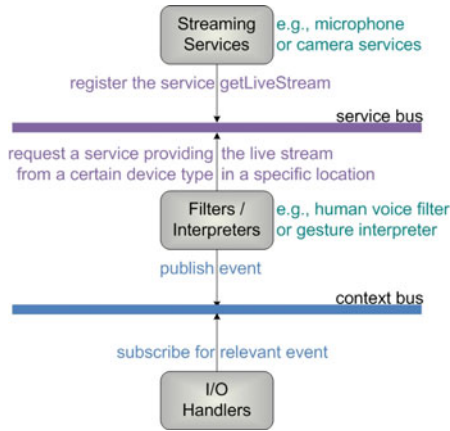 Streaming
Services
e.g., microphone
or camera services
register the service getLiveStream
service bus
request a service providing the live stream
from a certain device type in a specific location
Filters /
Interpreters
e.g., human voice filter
or gesture interpreter
publish event
context bus
subscribe for relevant event
I/O
Handlers